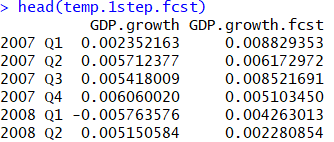 > head(temp.1step.fcst)
GDP.growth GDP.growth.fcst
2007 Q1 0.002352163 0.008829353
2007 Q2 0.005712377 0.006172972
2007 Q3 0.005418009 0.008521691
2007 Q4 0.006060020 0.005103450
2008 Q1 -0.005763576 0.004263013
2008 Q2 0.005150584 0.002280854